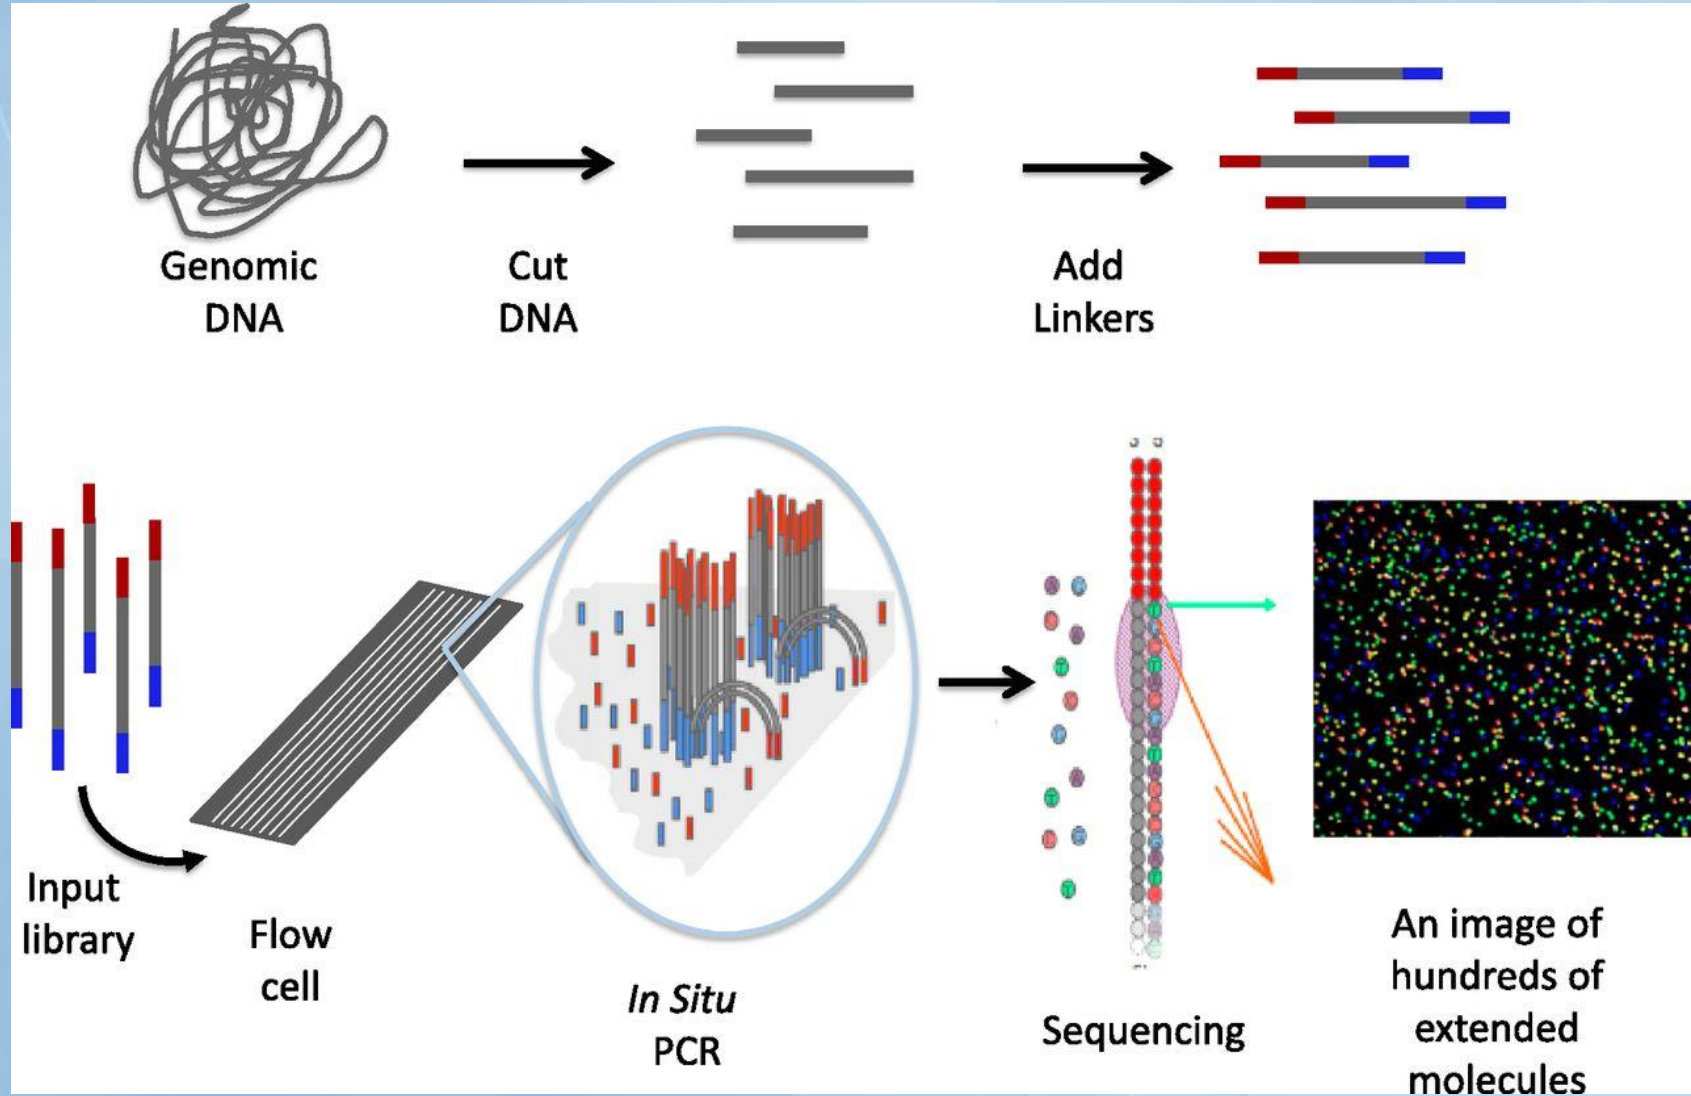 Genomic
DNA
Cut
DNA
Add
Linkers
Input
library
Flow
cell
In Situ
PCR
Sequencing
An image of
hundreds of
extended
molecules